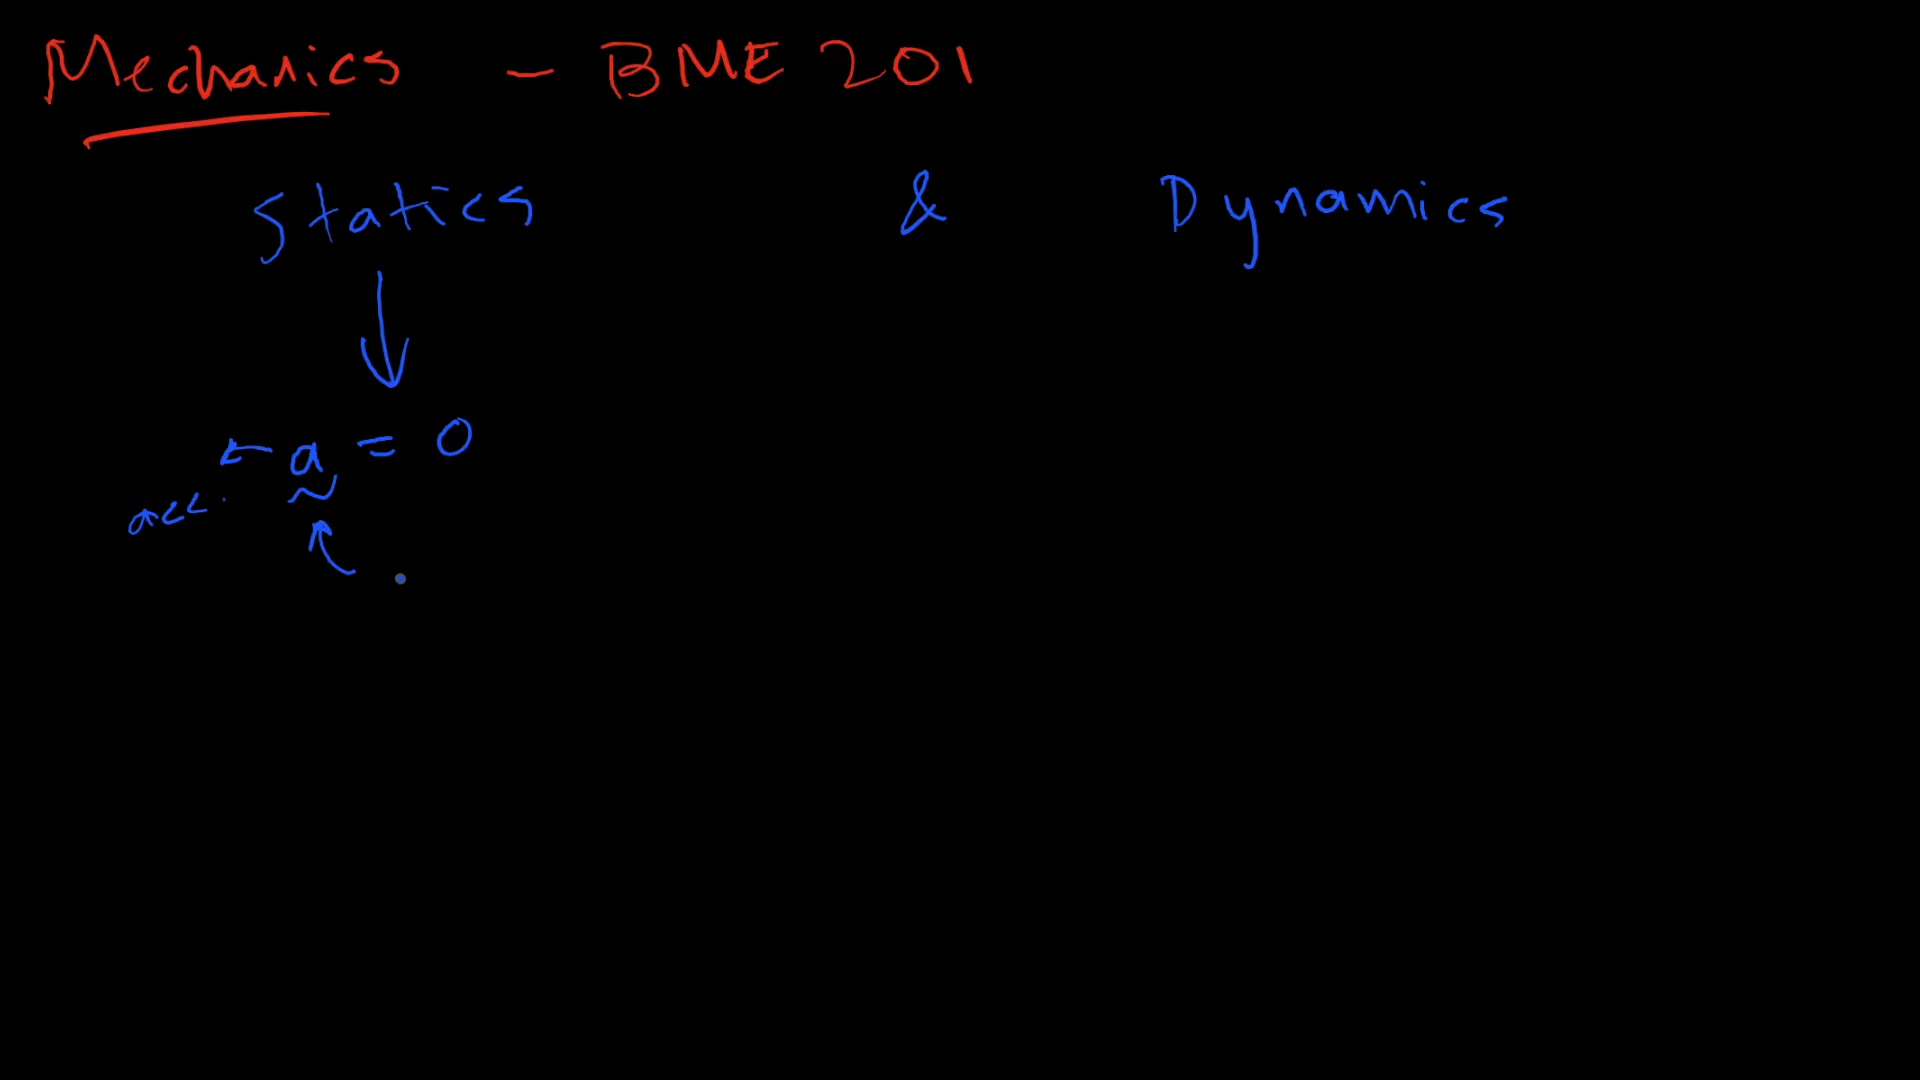 Mechanics - BME 201
Statics & Dynamics
a = 0
acc.